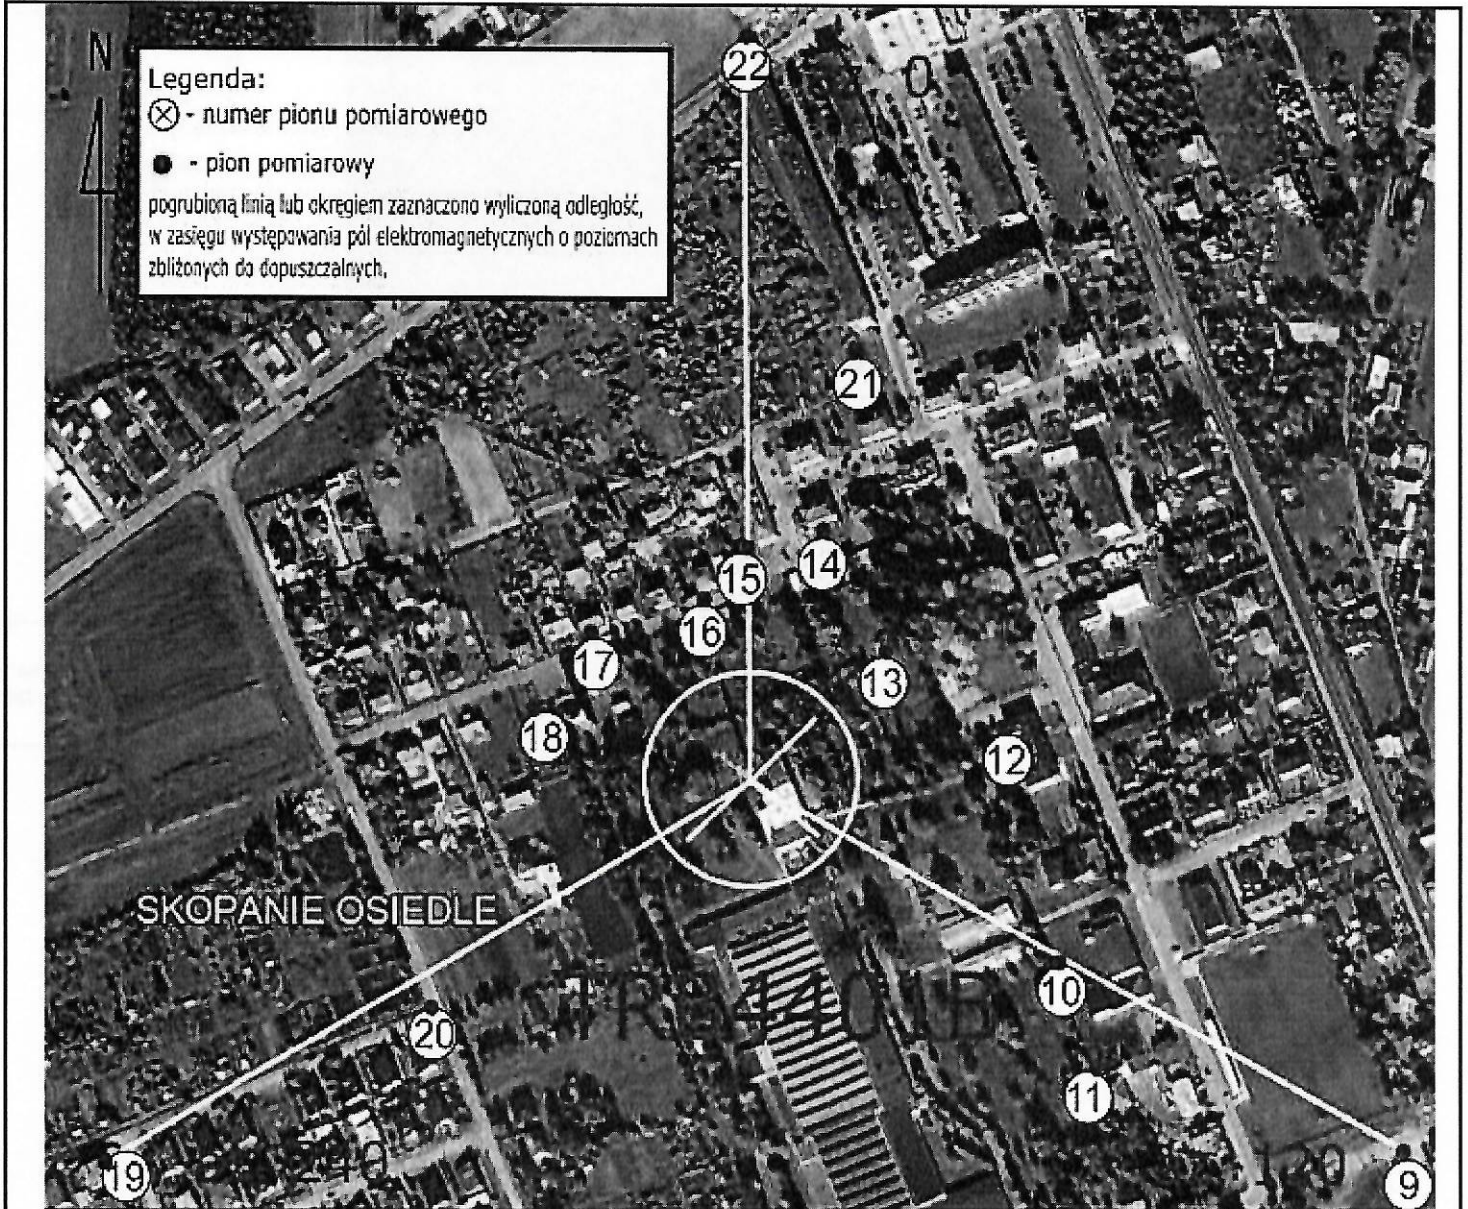 N
Legenda:
⊗ - numer pionu pomiarowego
● - pion pomiarowy
pogrubioną linią lub okręgiem zaznaczono wyliczoną odległość,
w zasięgu występowania pól elektromagnetycznych o poziomach
zbliżonych do dopuszczalnych.
22
0
21
14
15
16
17
13
18
12
SKOPANIE OSIEDLE
10
20
11
19
9